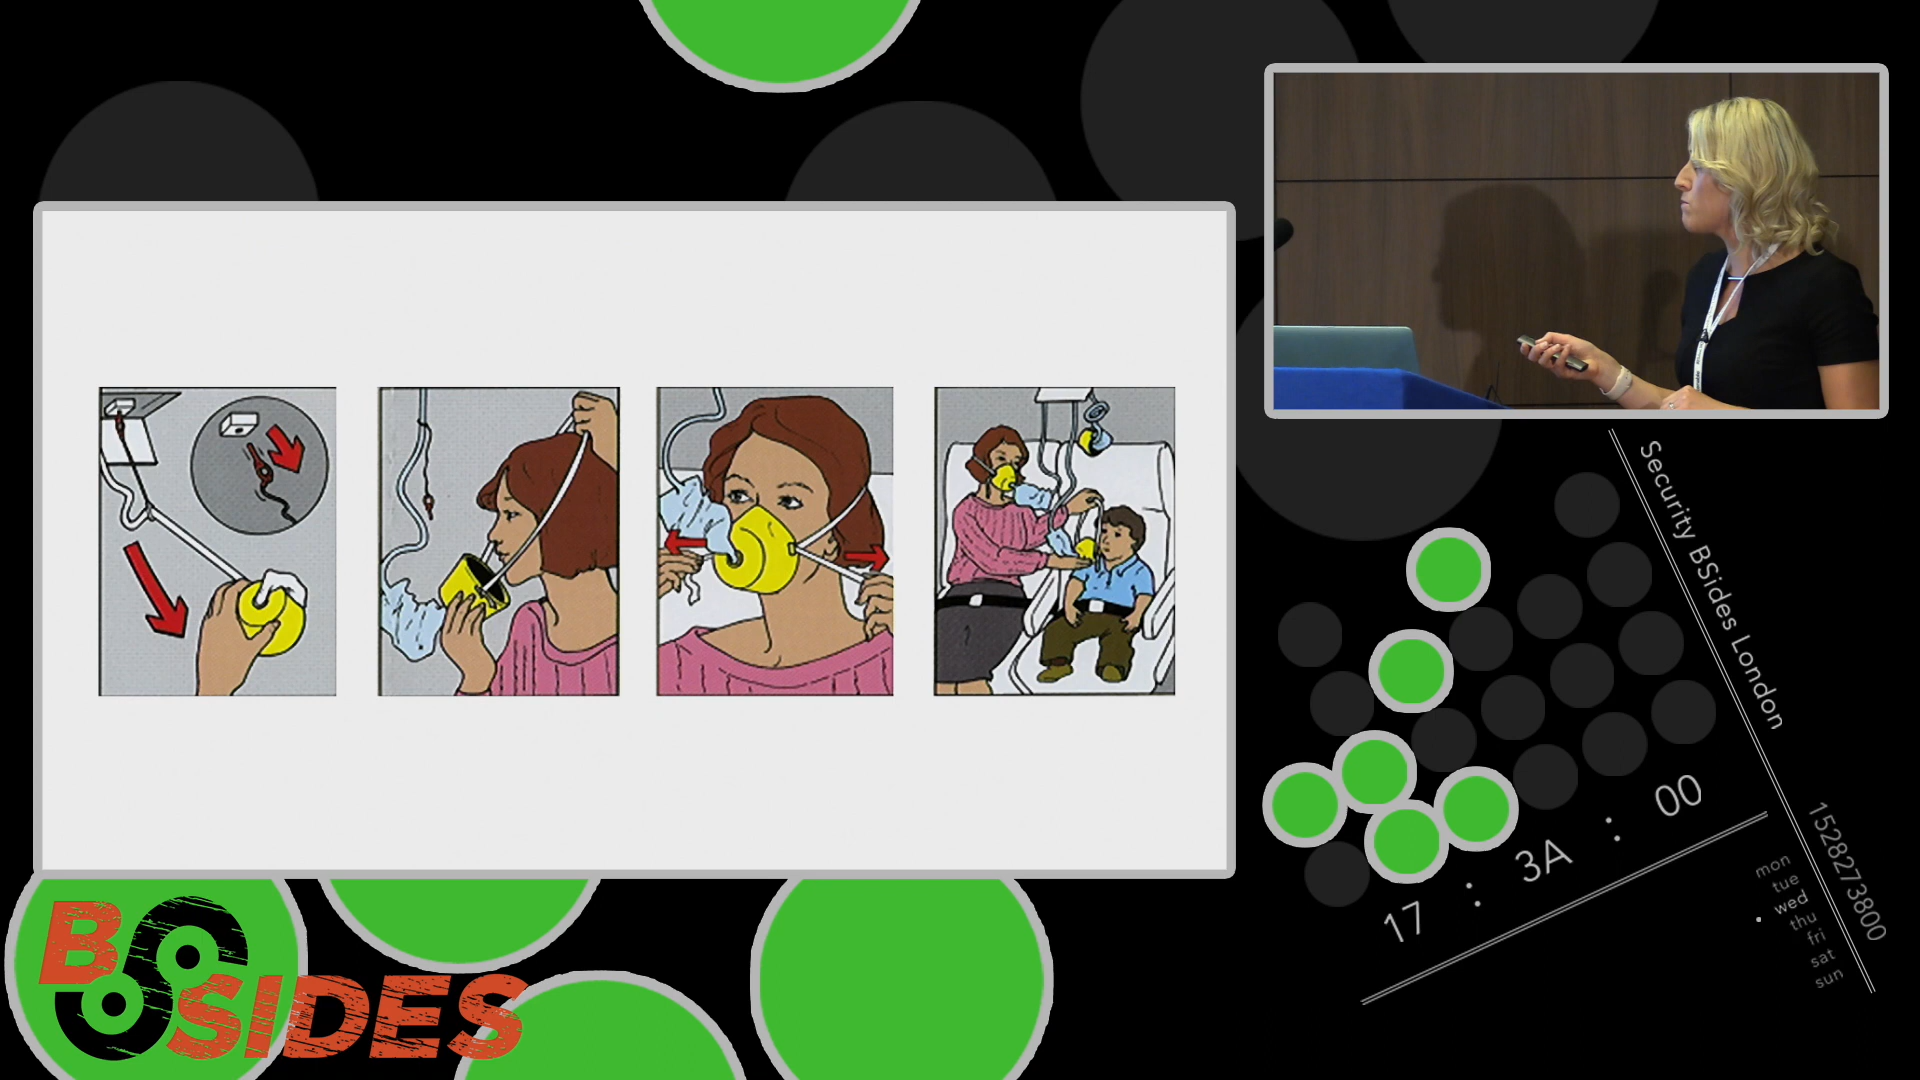 Security BSides London
17 : 3A : 00
1528273800
mon
tue
wed
thu
fri
sat
sun
BSIDES